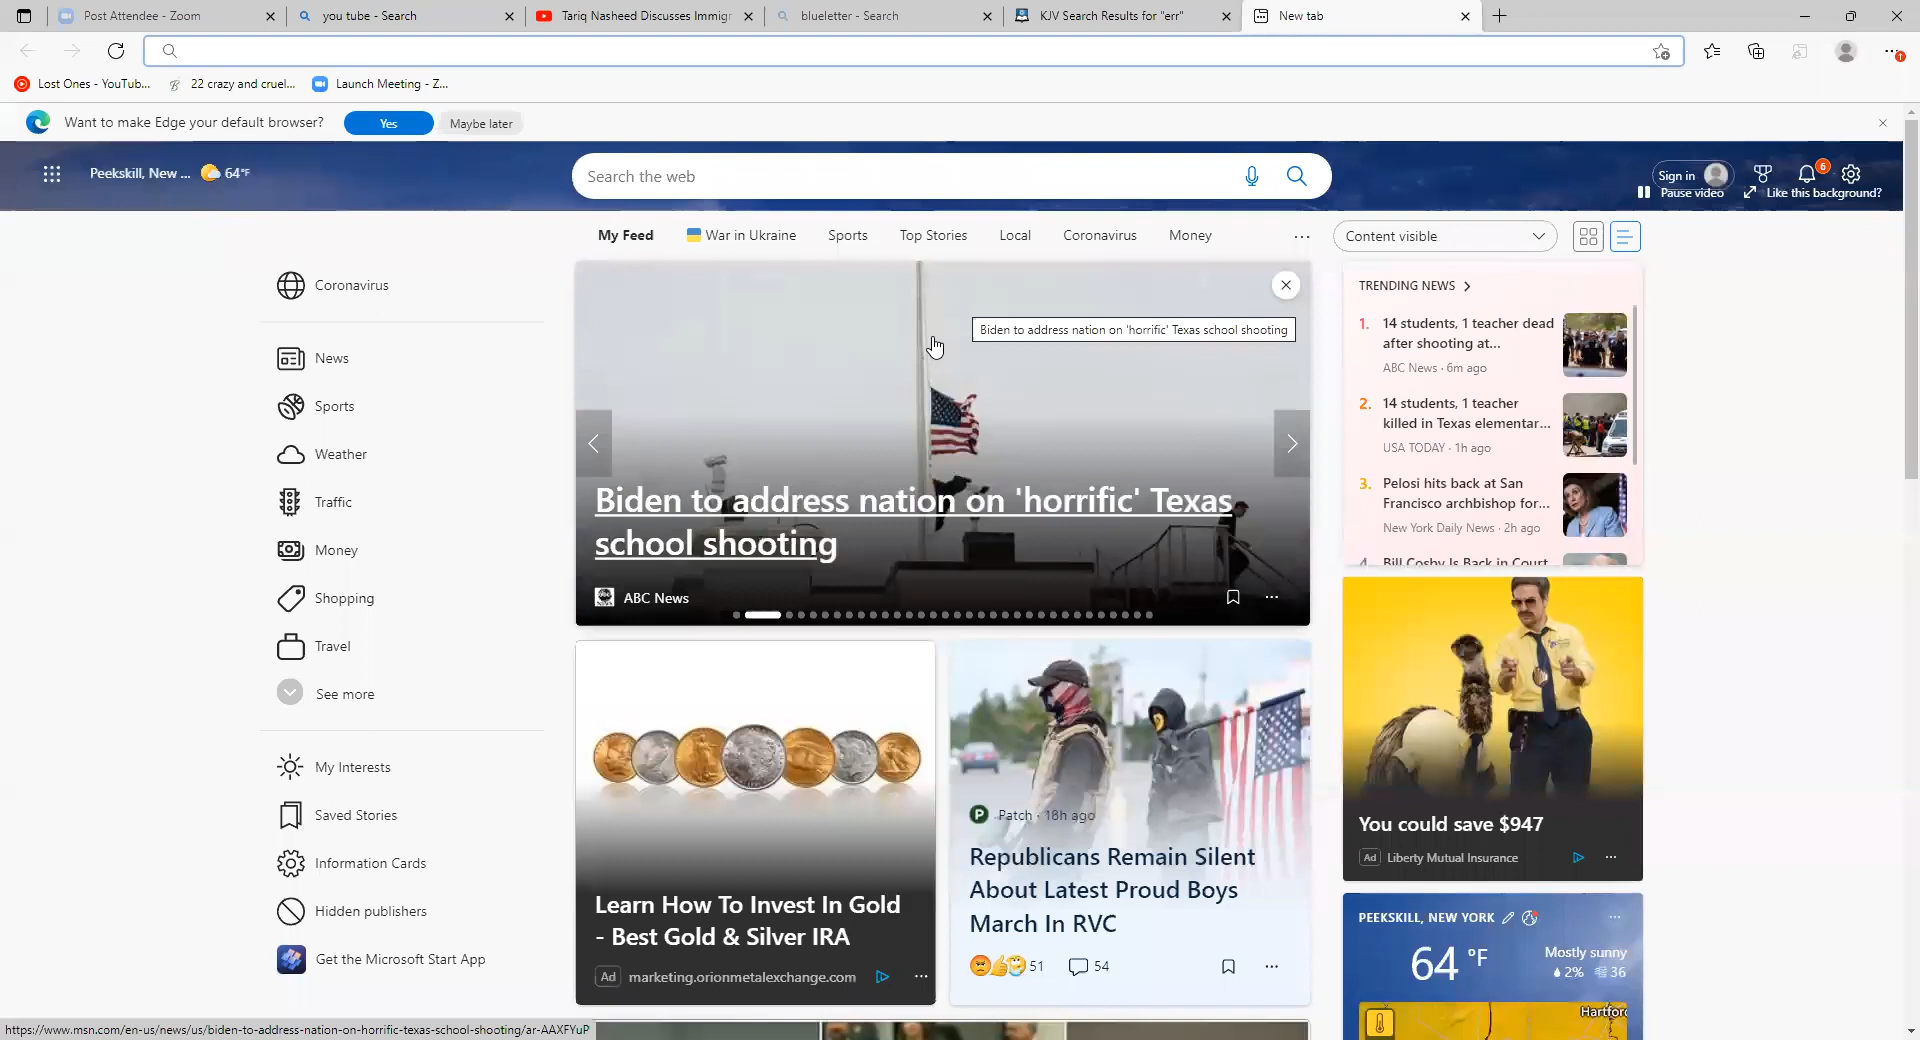 Post Attendee - Zoom
you tube - Search
Tariq Nasheed Discusses Immigr
blueletter - Search
KJV Search Results for "err"
New tab
Lost Ones - YouTub...
22 crazy and cruel...
Launch Meeting - Z...
Want to make Edge your default browser?
Yes
Maybe later
Peekskill, New ...
64°F
Search the web
Sign in
6
Pause video
Like this background?
My Feed
War in Ukraine
Sports
Top Stories
Local
Coronavirus
Money
...
Content visible
Coronavirus
News
Sports
Weather
Traffic
Money
Shopping
Travel
See more
My Interests
Saved Stories
Information Cards
Hidden publishers
Get the Microsoft Start App
Biden to address nation on 'horrific' Texas school shooting
Biden to address nation on 'horrific' Texas
school shooting
ABC News
TRENDING NEWS
1. 14 students, 1 teacher dead
after shooting at...
ABC News · 6m ago
2. 14 students, 1 teacher
killed in Texas elementar...
USA TODAY · 1h ago
3. Pelosi hits back at San
Francisco archbishop for...
New York Daily News · 2h ago
4. Bill Cosby Is Back in Court
Learn How To Invest In Gold
- Best Gold & Silver IRA
Ad marketing.orionmetalexchange.com
Patch · 18h ago
Republicans Remain Silent
About Latest Proud Boys
March In RVC
51
54
You could save $947
Ad Liberty Mutual Insurance
PEEKSKILL, NEW YORK
64 °F
Mostly sunny
2% 36
Hartford
https://www.msn.com/en-us/news/us/biden-to-address-nation-on-horrific-texas-school-shooting/ar-AAXFYuP